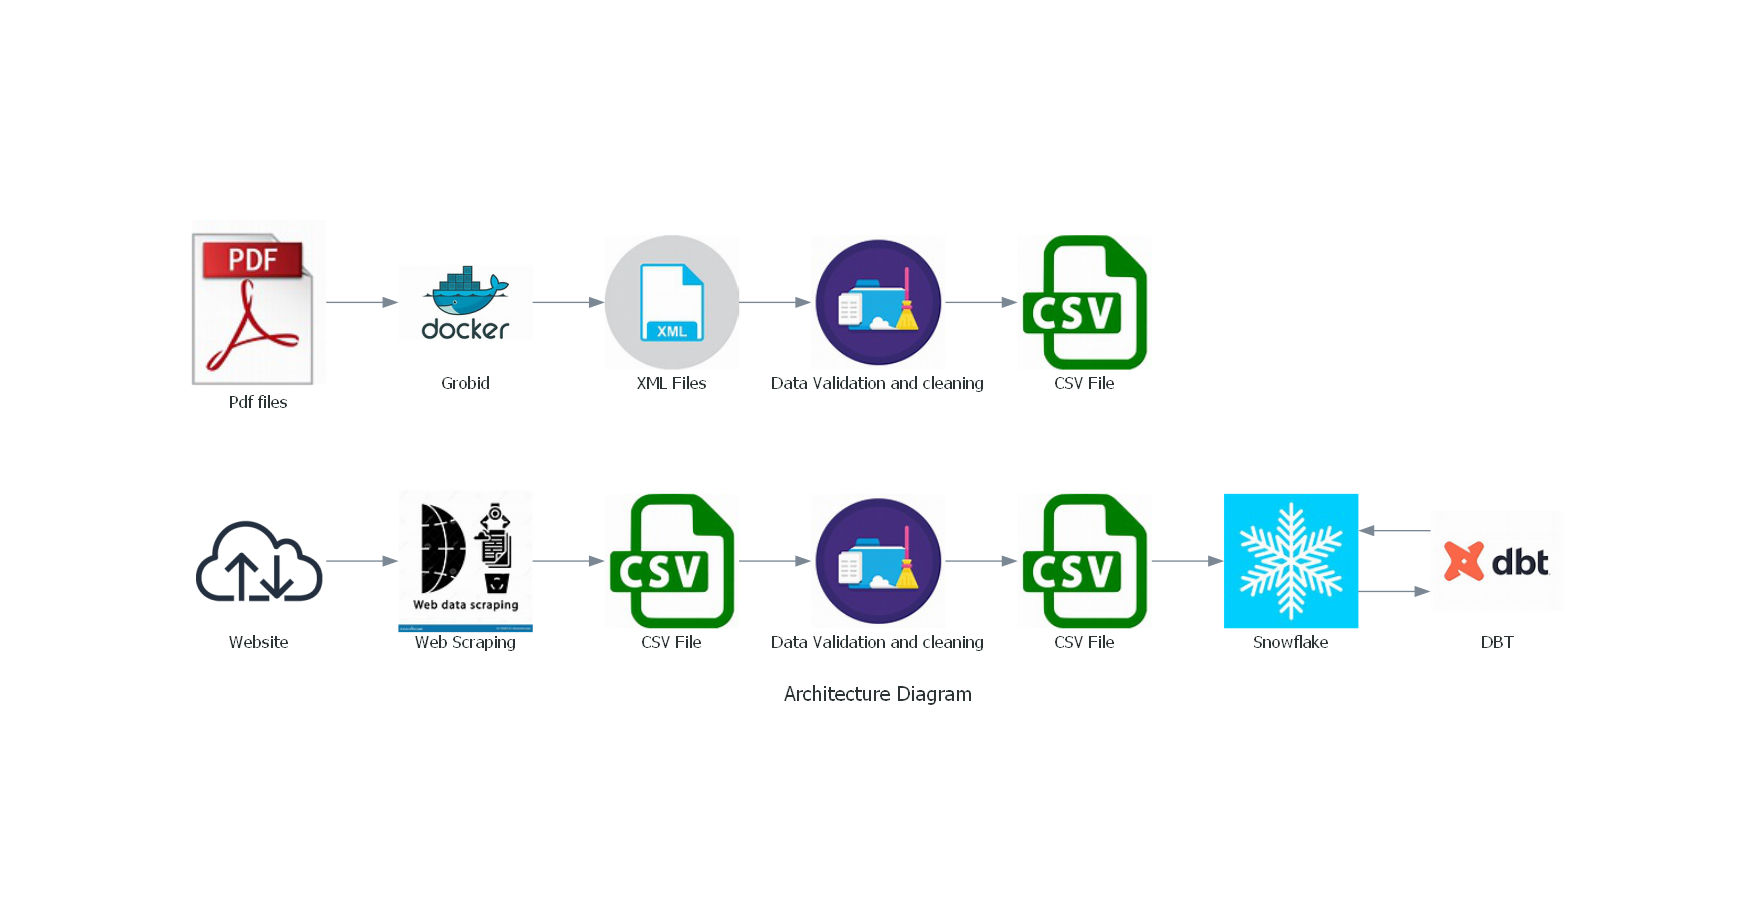 PDF
docker
XML
CSV
Pdf files
Grobid
XML Files
Data Validation and cleaning
CSV File
Web data scraping
CSV
CSV
dbt
Website
Web Scraping
CSV File
Data Validation and cleaning
CSV File
Snowflake
DBT
Architecture Diagram